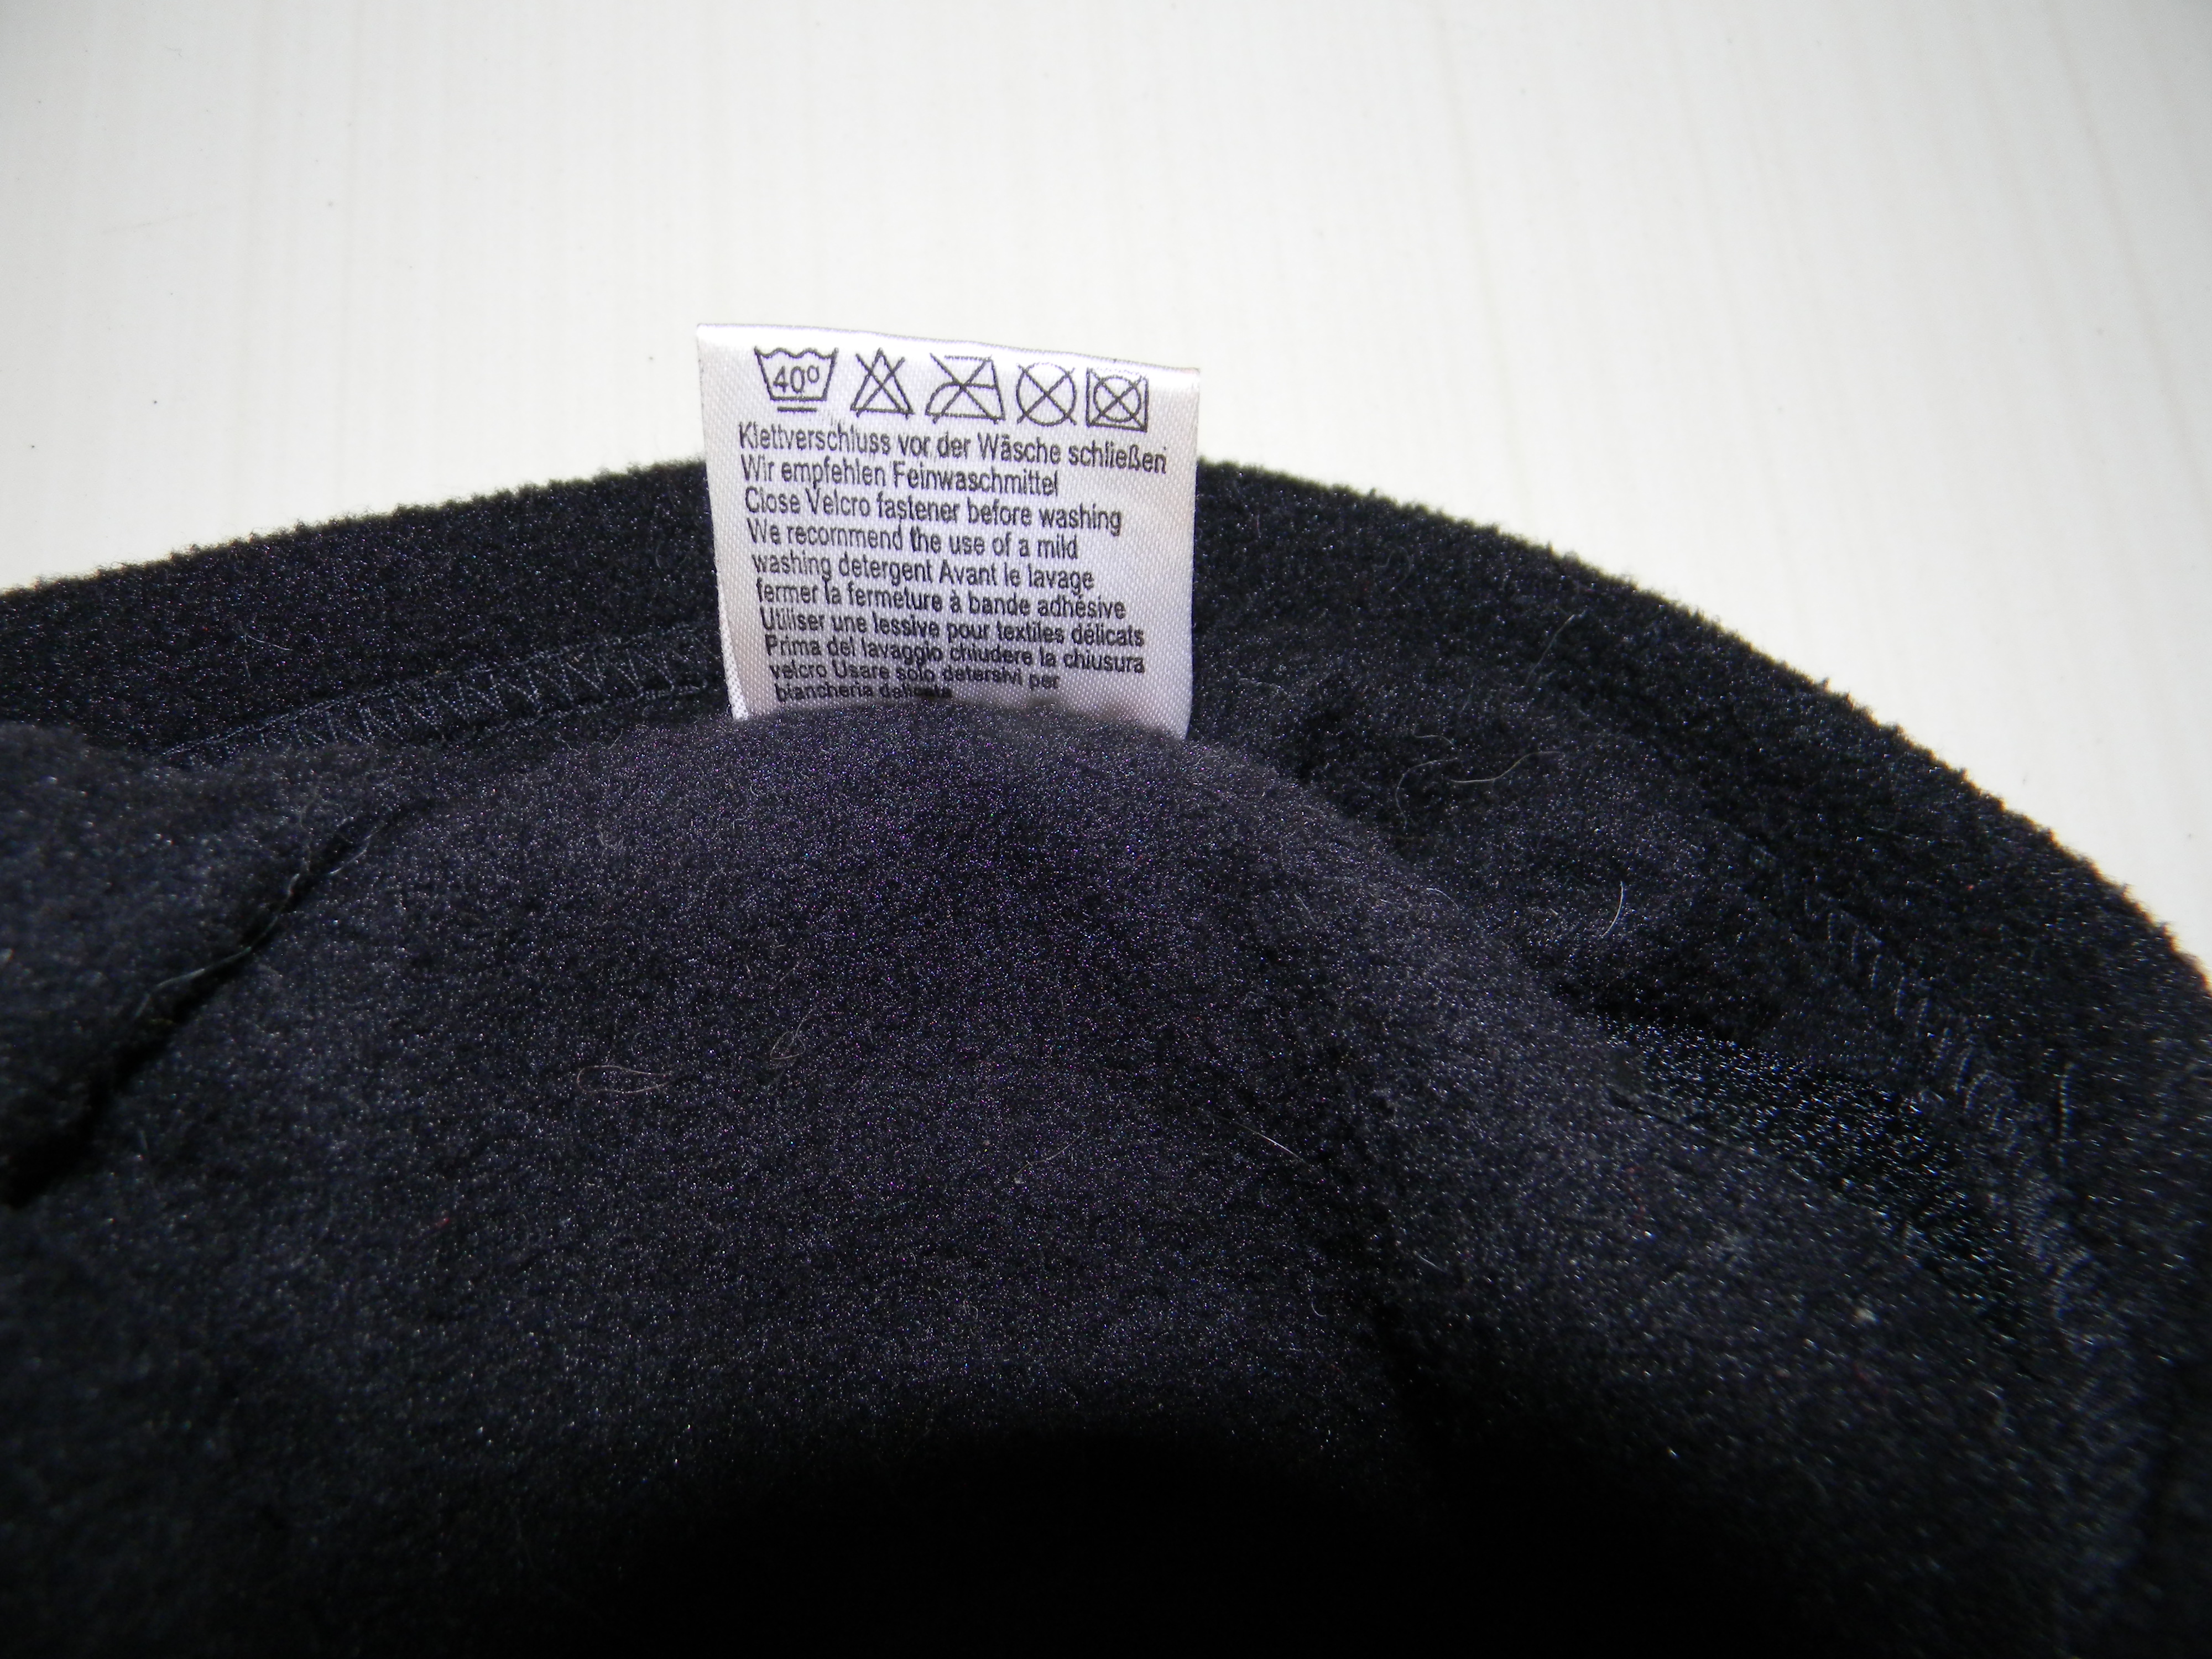 40°
Klettverschluss vor der Wäsche schließen
Wir empfehlen Feinwaschmittel
Close Velcro fastener before washing
We recommend the use of a mild
washing detergent Avant le lavage
fermer la fermeture à bande adhésive
Utiliser une lessive pour textiles délicats
Prima del lavaggio chiudere la chiusura
velcro Usare solo detersivi per
biancheria delicata